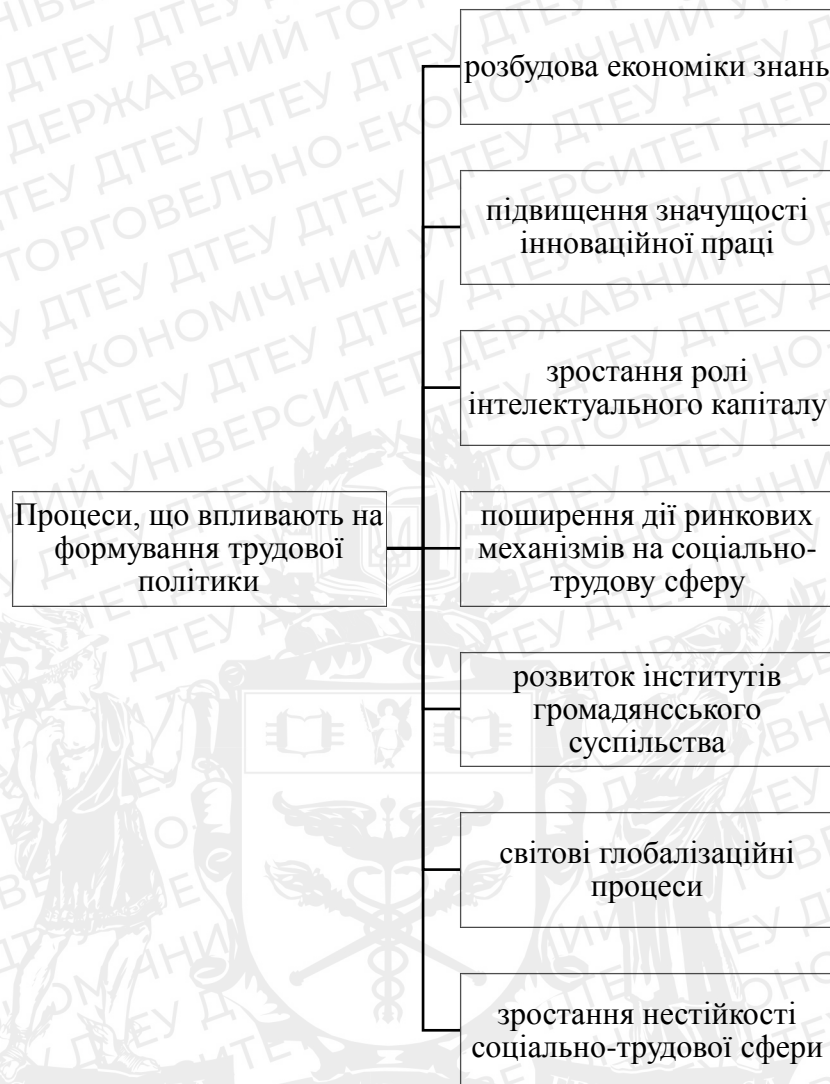 розбудова економіки знань
підвищення значущості
інноваційної праці
зростання ролі
інтелектуального капіталу
Процеси, що впливають на
формування трудової
політики
поширення дії ринкових
механізмів на соціально-
трудову сферу
розвиток інститутів
громадянсського
суспільства
світові глобалізаційні
процеси
зростання нестійкості
соціально-трудової сфери